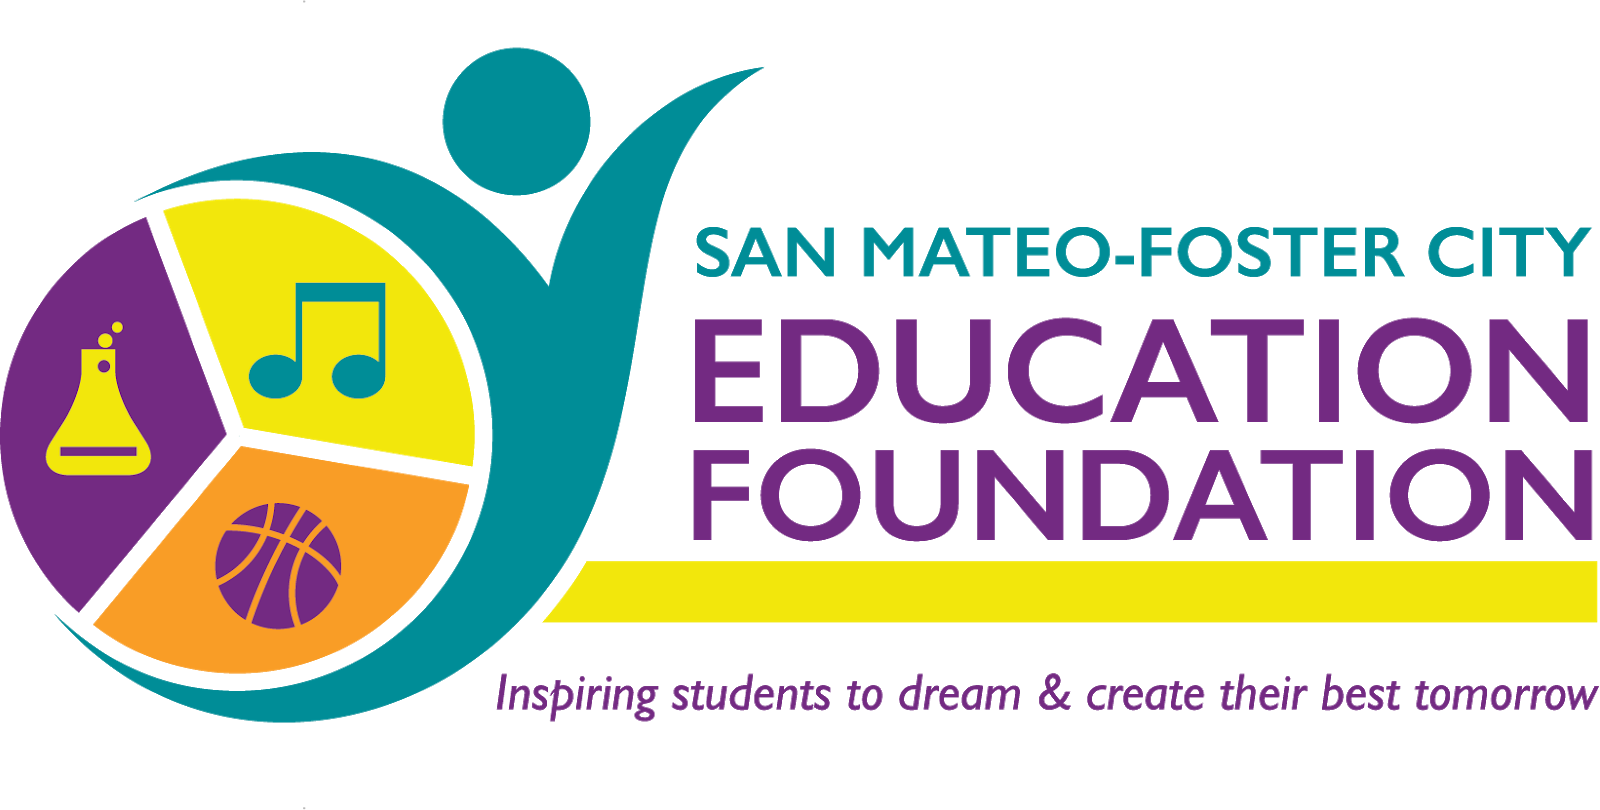 SAN MATEO-FOSTER CITY
EDUCATION
FOUNDATION
Inspiring students to dream & create their best tomorrow